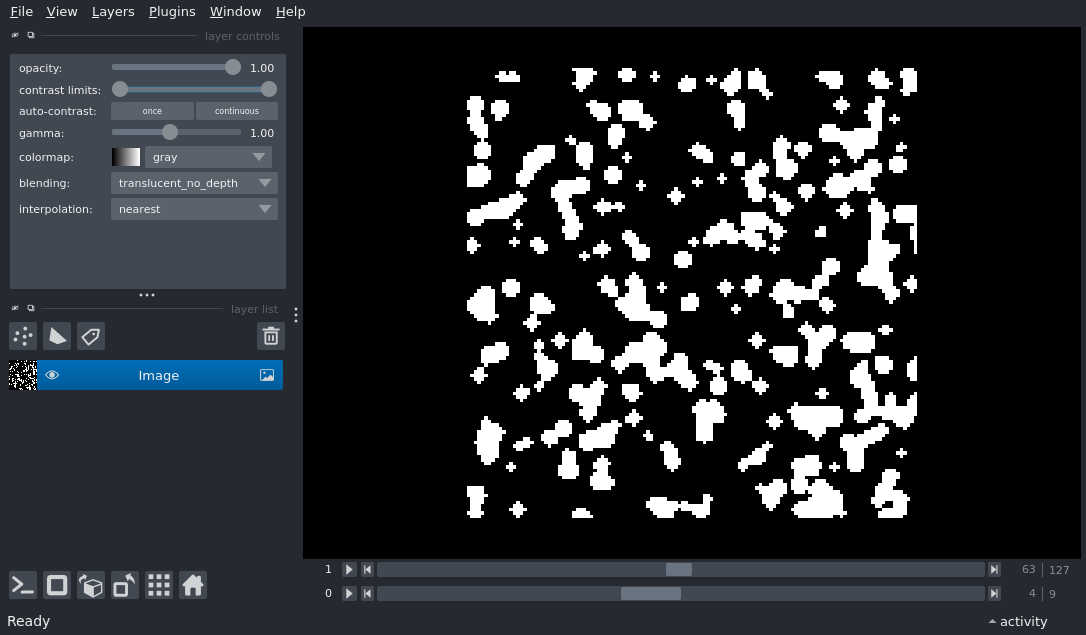 File View Layers Plugins Window Help
layer controls
opacity: 1.00
contrast limits:
auto-contrast: once continuous
gamma: 1.00
colormap: gray
blending: translucent_no_depth
interpolation: nearest
layer list
Image
1 63 127
0 4 9
Ready activity